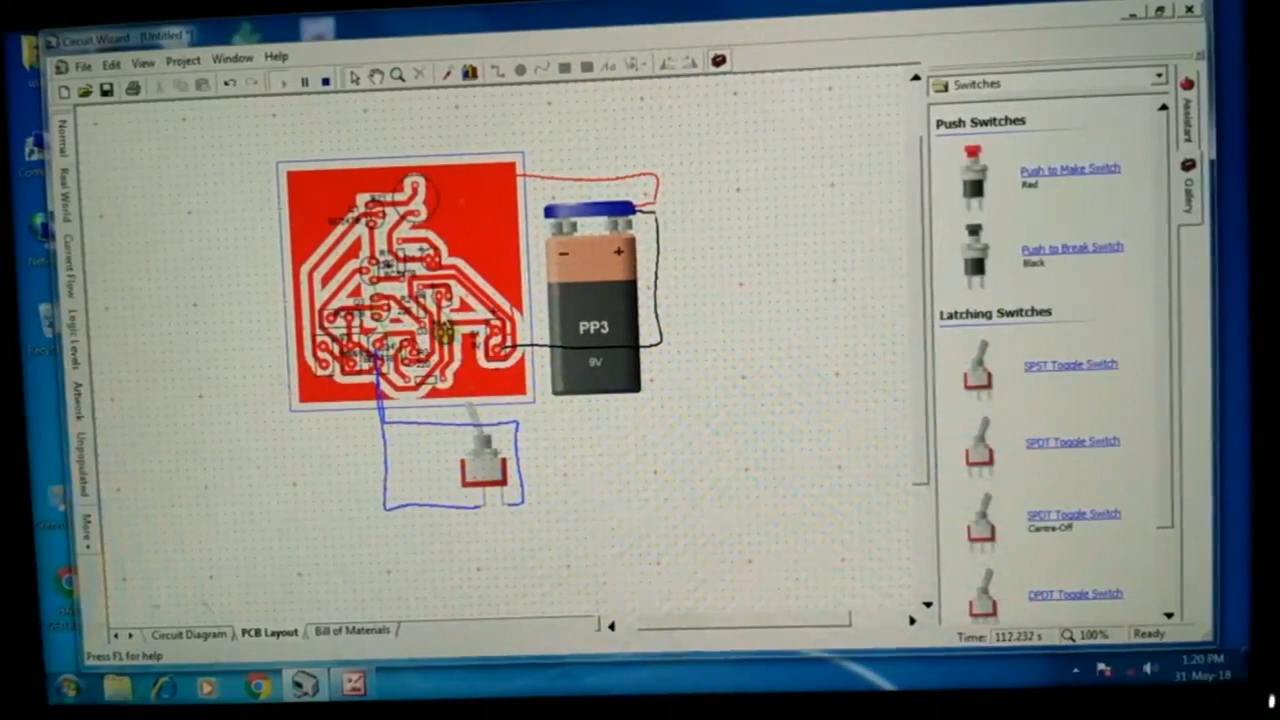 Circuit Wizard - [Untitled *]
File Edit View Project Window Help
Switches
Push Switches
Push to Make Switch
Red
Push to Break Switch
Black
Latching Switches
SPST Toggle Switch
SPDT Toggle Switch
SPDT Toggle Switch
Centre-Off
DPDT Toggle Switch
Assistant
Gallery
Normal
Real World
Current Flow
Logic Levels
Artwork
Unpopulated
More
- +
PP3
9V
Circuit Diagram
PCB Layout
Bill of Materials
Press F1 for help
Time: 112.232 s
100%
Ready
1:20 PM
31-May-18